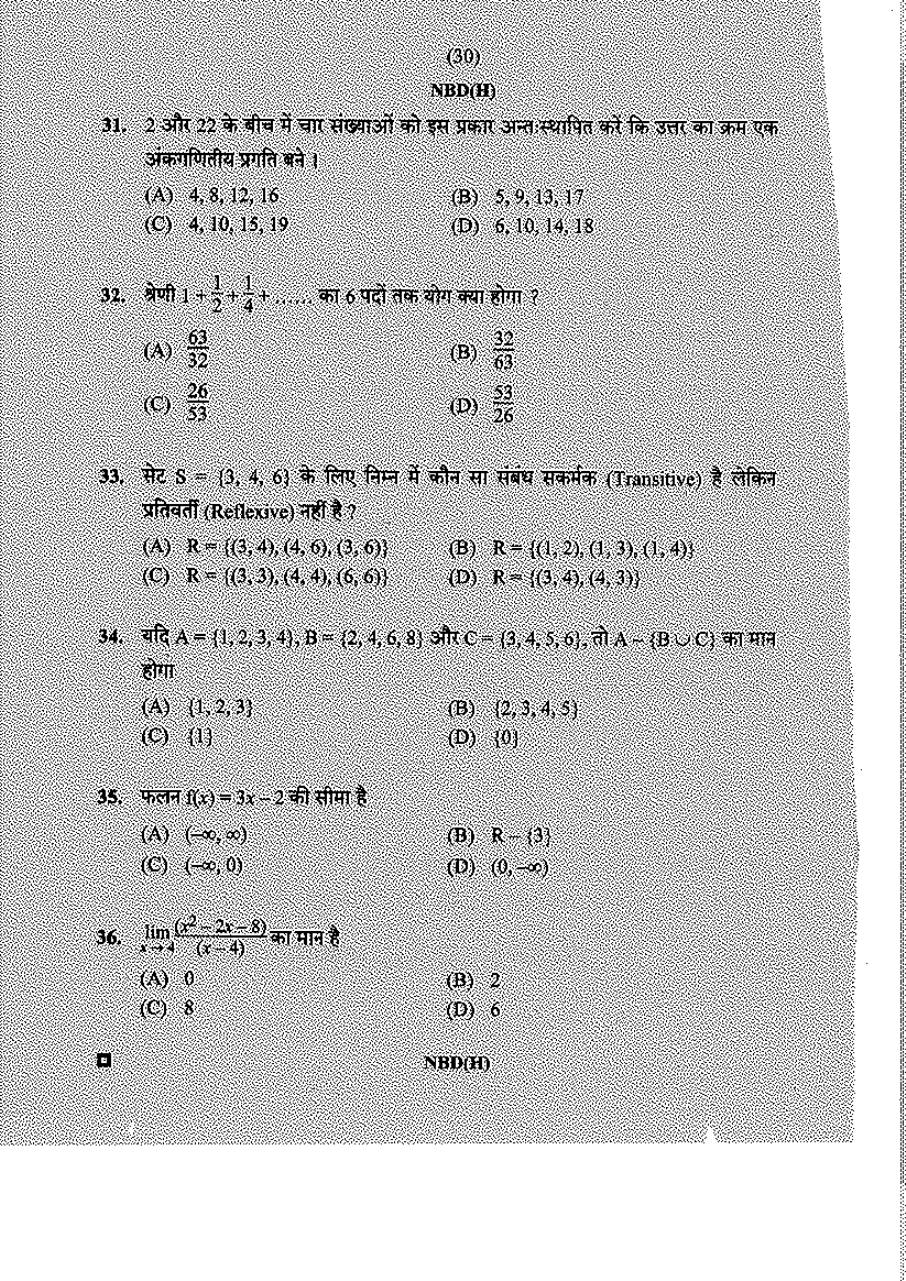 (30)
NBD(H)
31. 2 और 22 के बीच में चार संख्याओं को इस प्रकार अन्तःस्थापित करें कि उत्तर का क्रम एक
अंकगणितीय प्रगति बने ।
(A) 4, 8, 12, 16 (B) 5, 9, 13, 17
(C) 4, 10, 15, 19 (D) 6, 10, 14, 18
32. श्रेणी 1 + 1/2 + 1/4 + …… का 6 पदों तक योग क्या होगा ?
(A) 63/32 (B) 32/63
(C) 26/53 (D) 53/26
33. सेट S = {3, 4, 6} के लिए निम्न में कौन सा संबंध सकर्मक (Transitive) है लेकिन
प्रतिवर्ती (Reflexive) नहीं है ?
(A) R = {(3, 4), (4, 6), (3, 6)} (B) R = {(1, 2), (1, 3), (1, 4)}
(C) R = {(3, 3), (4, 4), (6, 6)} (D) R = {(3, 4), (4, 3)}
34. यदि A = {1, 2, 3, 4}, B = {2, 4, 6, 8} और C = {3, 4, 5, 6}, तो A – {B ∪ C} का मान
होगा
(A) {1, 2, 3} (B) {2, 3, 4, 5}
(C) {1} (D) {0}
35. फलन f(x) = 3x – 2 की सीमा है
(A) (–∞, ∞) (B) R – {3}
(C) (–∞, 0) (D) (0, –∞)
36. lim x→4 (x² – 2x – 8)/(x – 4) का मान है
(A) 0 (B) 2
(C) 8 (D) 6
NBD(H)